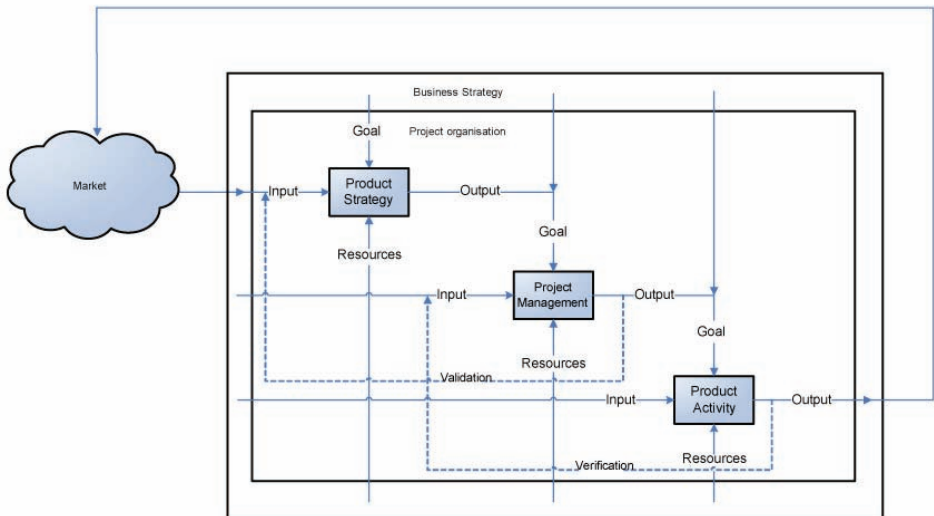 Business Strategy
Goal
Project organisation
Market
Input
Product
Strategy
Output
Goal
Resources
Input
Project
Management
Output
Goal
Resources
Validation
Input
Product
Activity
Output
Resources
Verification